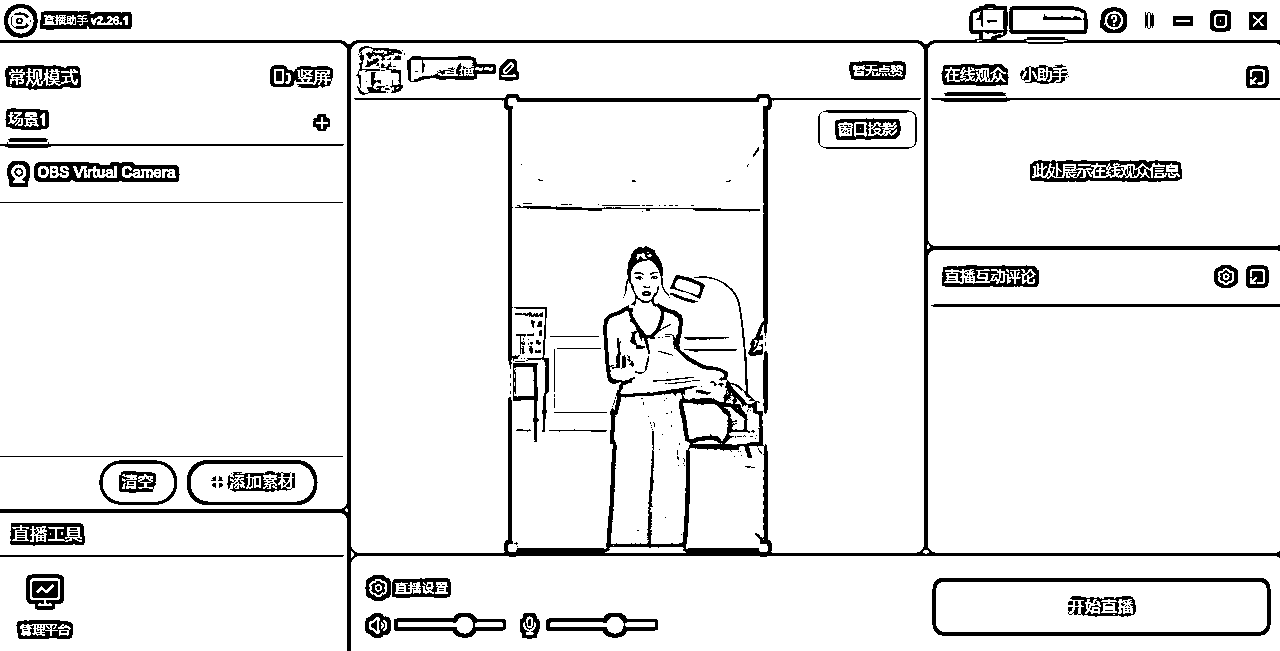 直播助手 v2.26.1
常规模式
竖屏
场景1
OBS Virtual Camera
清空
添加素材
直播工具
管理平台
直播
暂无点赞
窗口投影
直播设置
在线观众
小助手
此处展示在线观众信息
直播互动评论
开始直播